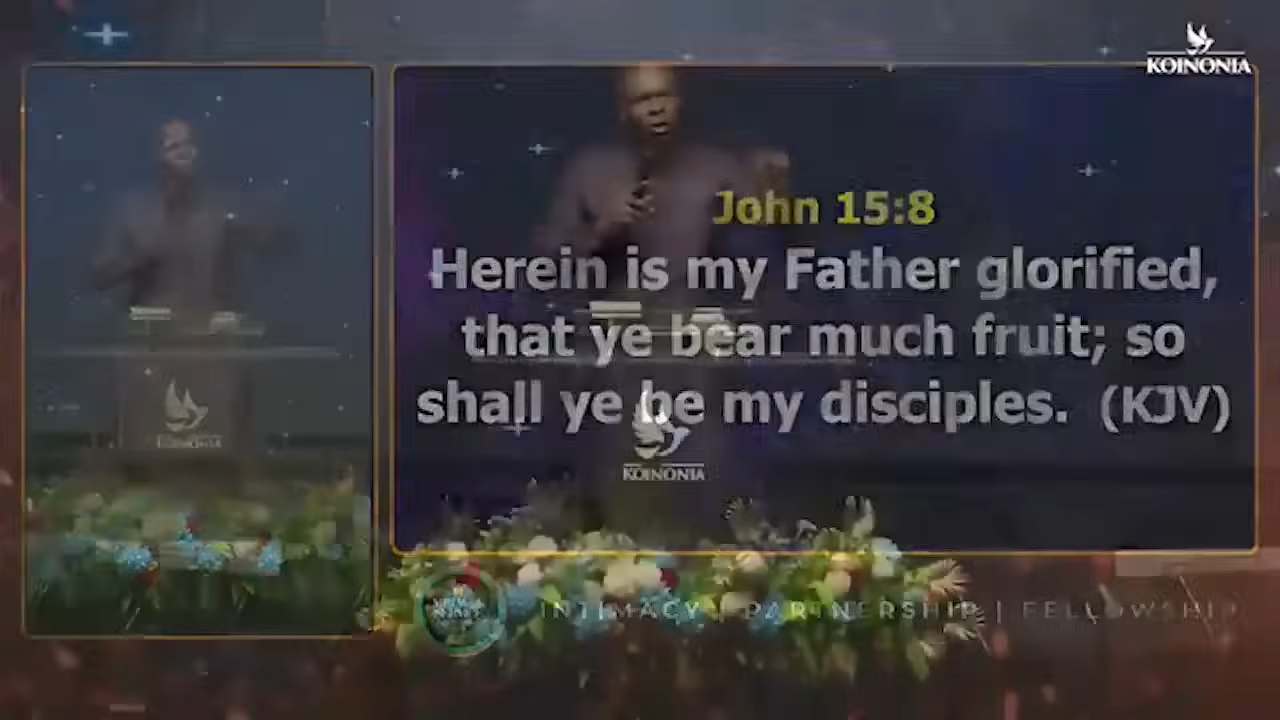 KOINONIA
John 15:8
Herein is my Father glorified,
that ye bear much fruit; so
shall ye be my disciples. (KJV)
KOINONIA
KOINONIA
INTIMACY | PARTNERSHIP | FELLOWSHIP